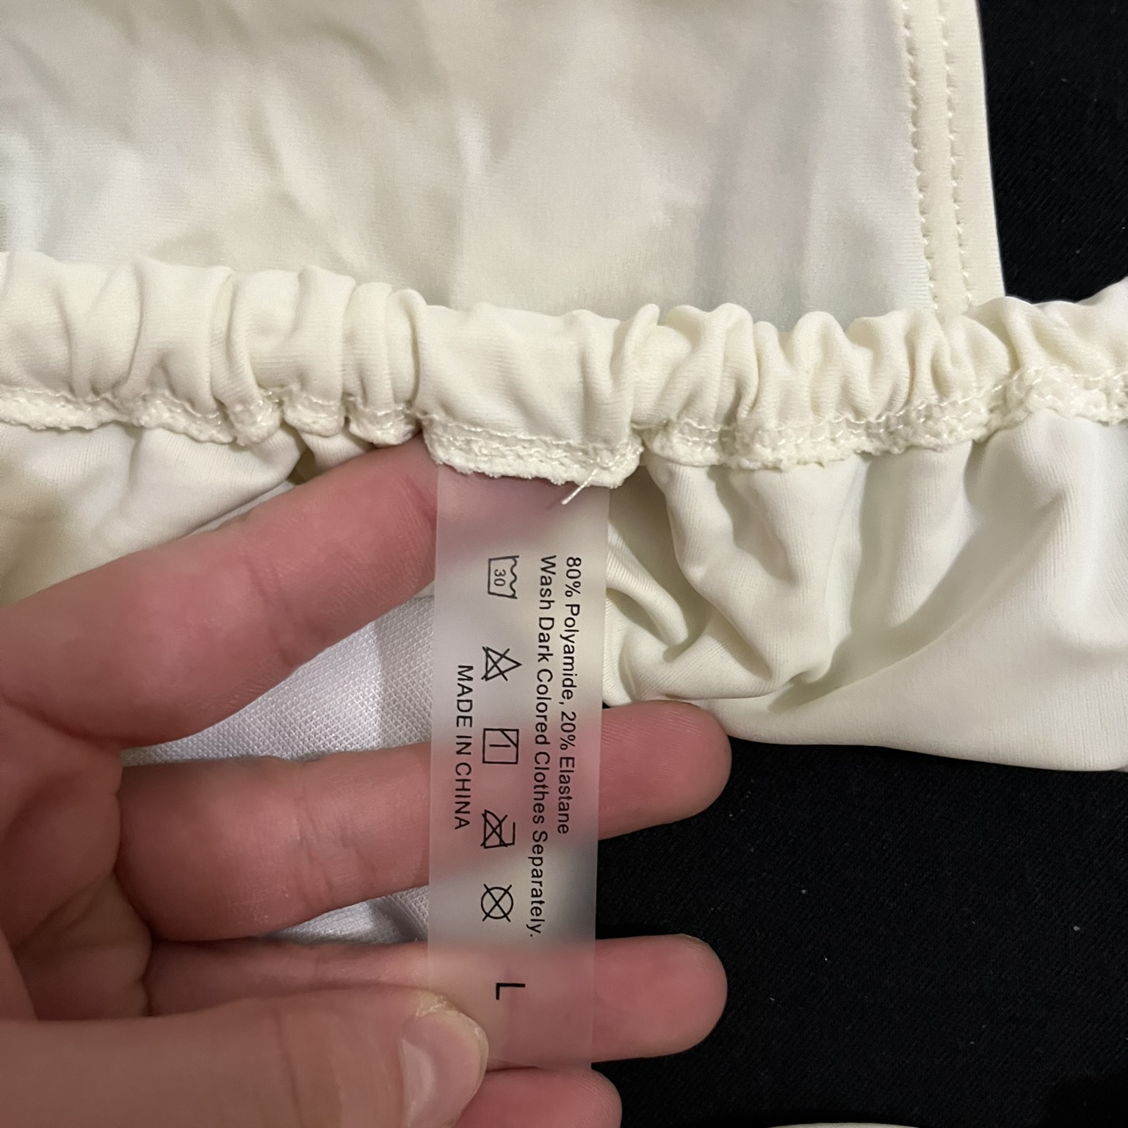 80% Polyamide, 20% Elastane
Wash Dark Colored Clothes Separately.
30
MADE IN CHINA
L